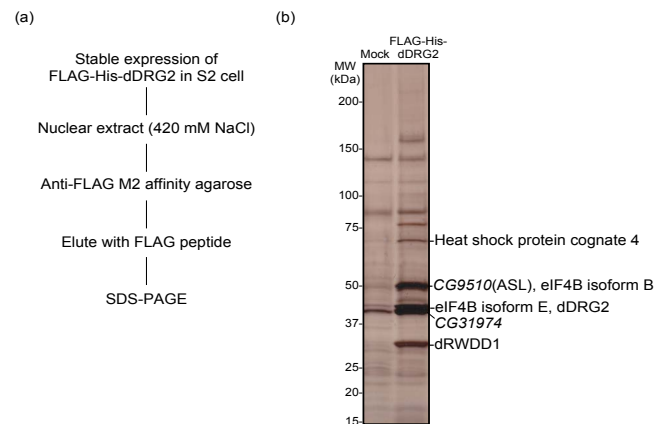 (a)
Stable expression of
FLAG-His-dDRG2 in S2 cell
Nuclear extract (420 mM NaCl)
Anti-FLAG M2 affinity agarose
Elute with FLAG peptide
SDS-PAGE
(b)
FLAG-His-
Mock dDRG2
MW
(kDa)
200-
150-
100-
75-
Heat shock protein cognate 4
50-
CG9510(ASL), eIF4B isoform B
eIF4B isoform E, dDRG2
37-
CG31974
dRWDD1
25-
20-
15-